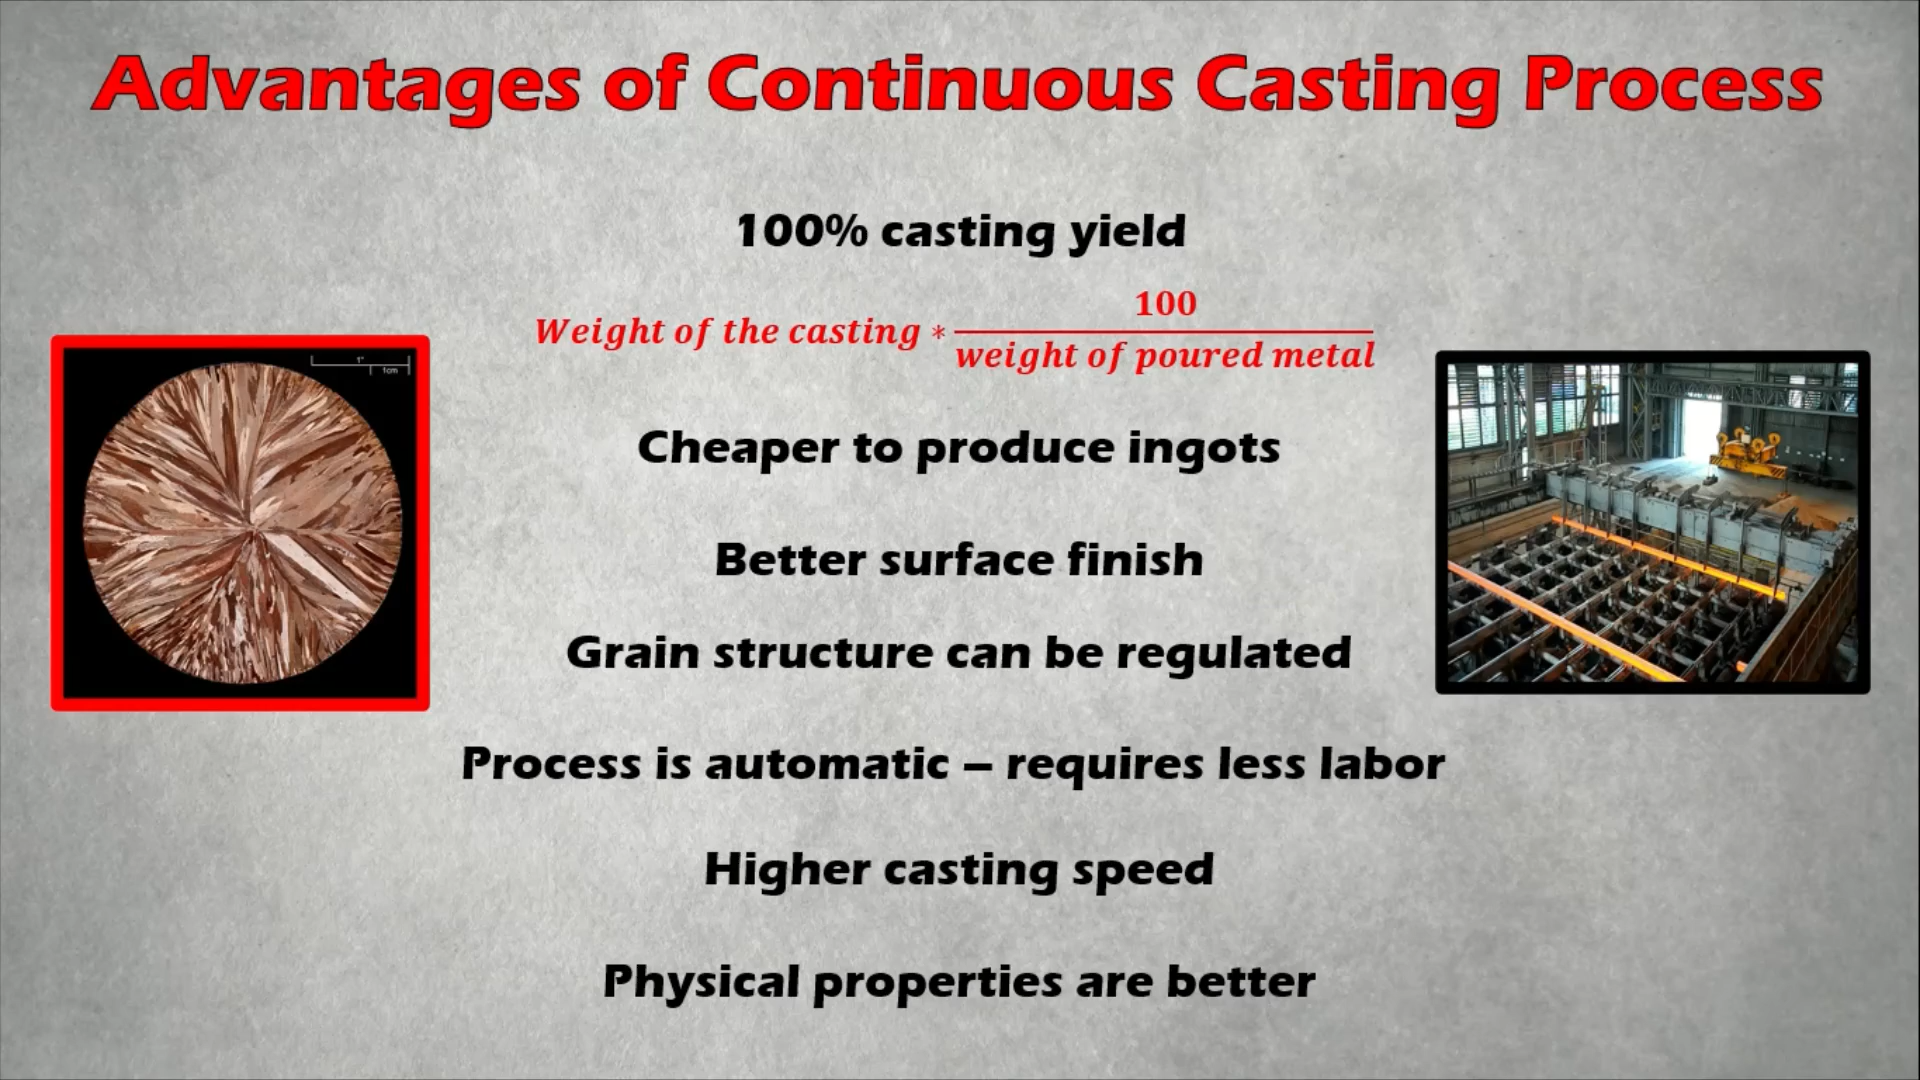 Advantages of Continuous Casting Process
100% casting yield
Weight of the casting * 100 / weight of poured metal
1"
1cm
Cheaper to produce ingots
Better surface finish
Grain structure can be regulated
Process is automatic – requires less labor
Higher casting speed
Physical properties are better